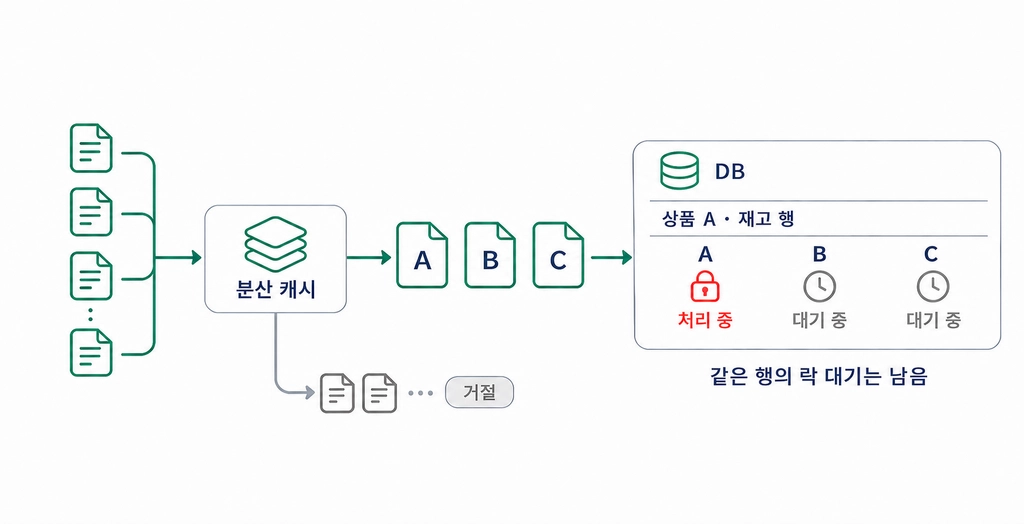 분산 캐시
A B C
거절
DB
상품 A · 재고 행
A B C
처리 중 대기 중 대기 중
같은 행의 락 대기는 남음